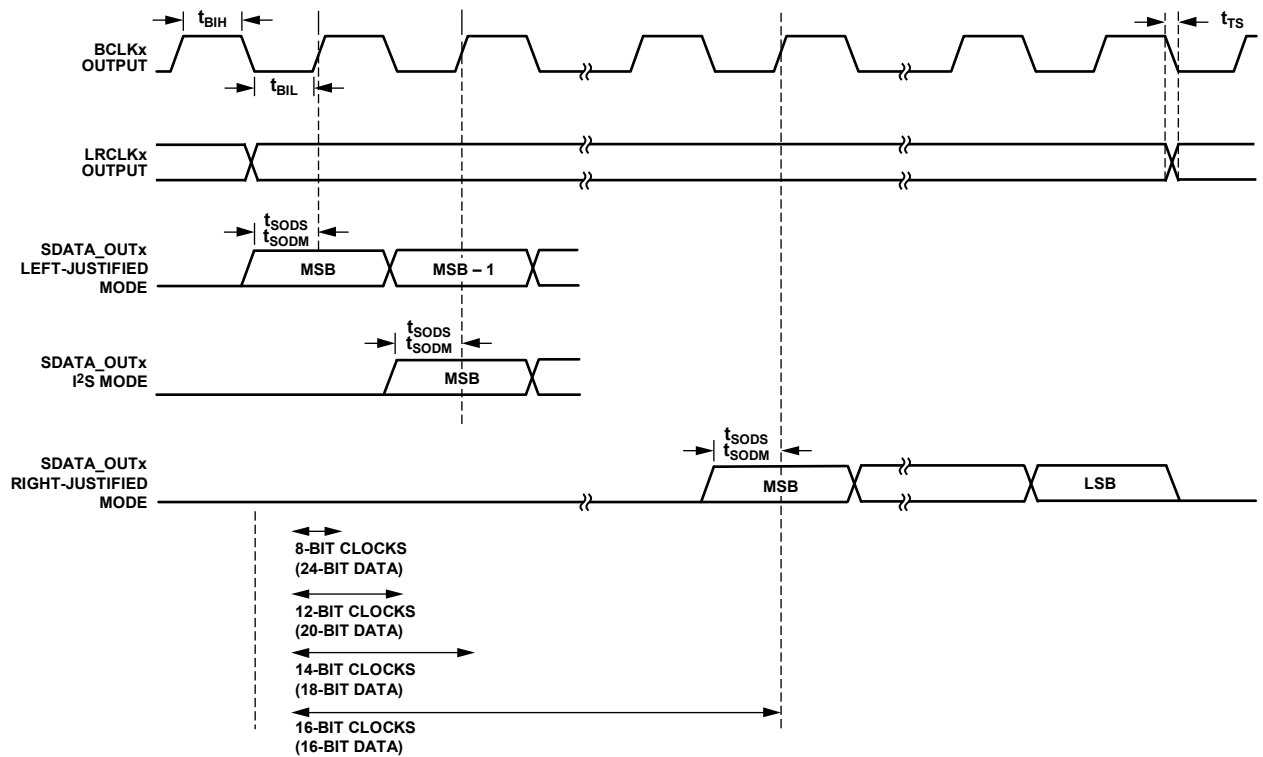 tBIH
tTS
BCLKx
OUTPUT
tBIL
LRCLKx
OUTPUT
tSODS
tSODM
SDATA_OUTx
LEFT-JUSTIFIED
MODE
MSB
MSB – 1
tSODS
tSODM
SDATA_OUTx
I2S MODE
MSB
tSODS
tSODM
SDATA_OUTx
RIGHT-JUSTIFIED
MODE
MSB
LSB
8-BIT CLOCKS
(24-BIT DATA)
12-BIT CLOCKS
(20-BIT DATA)
14-BIT CLOCKS
(18-BIT DATA)
16-BIT CLOCKS
(16-BIT DATA)